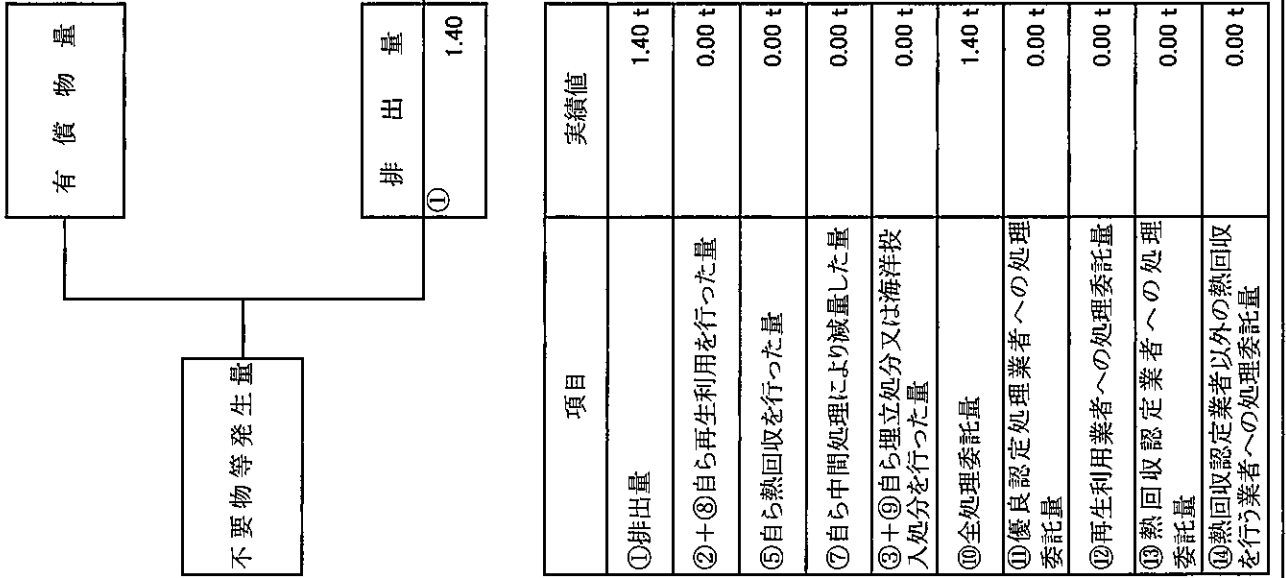 不要物等発生量
有償物量
排出量
①
1.40
項目
実績値
①排出量
1.40 t
②+⑧自ら再生利用を行った量
0.00 t
⑤自ら熱回収を行った量
0.00 t
⑦自ら中間処理により減量した量
0.00 t
③+⑨自ら埋立処分又は海洋投
入処分を行った量
0.00 t
⑩全処理委託量
1.40 t
⑪優良認定処理業者への処理
委託量
0.00 t
⑫再生利用業者への処理委託量
0.00 t
⑬熱回収認定業者への処理
委託量
0.00 t
⑭熱回収認定業者以外の熱回収
を行う業者への処理委託量
0.00 t